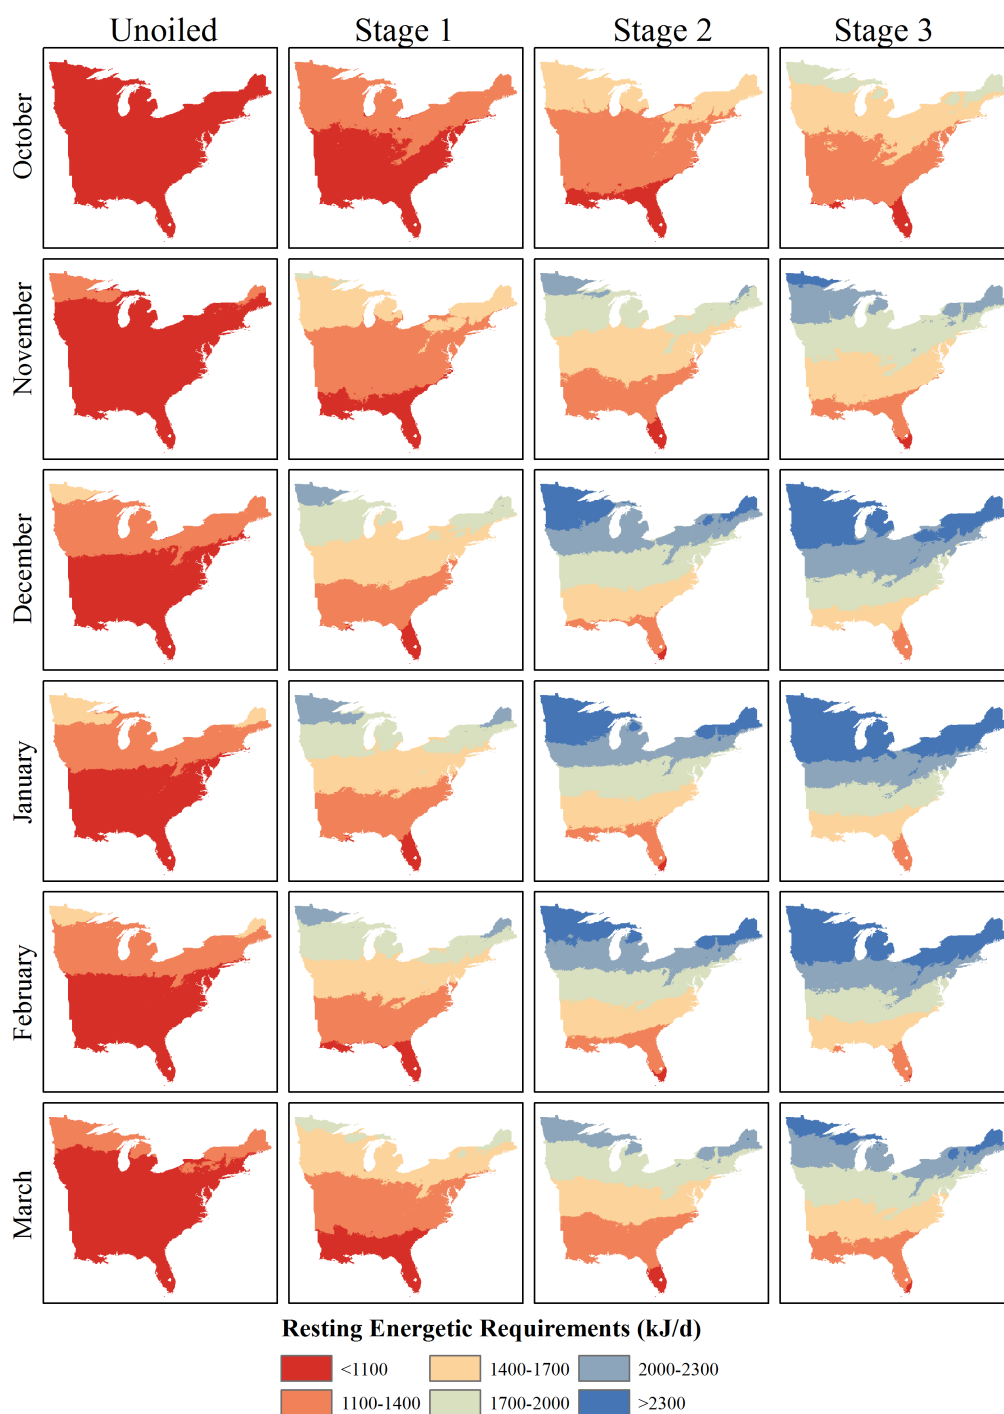 Unoiled Stage 1 Stage 2 Stage 3
October
November
December
January
February
March
Resting Energetic Requirements (kJ/d)
<1100 1400-1700 2000-2300
1100-1400 1700-2000 >2300